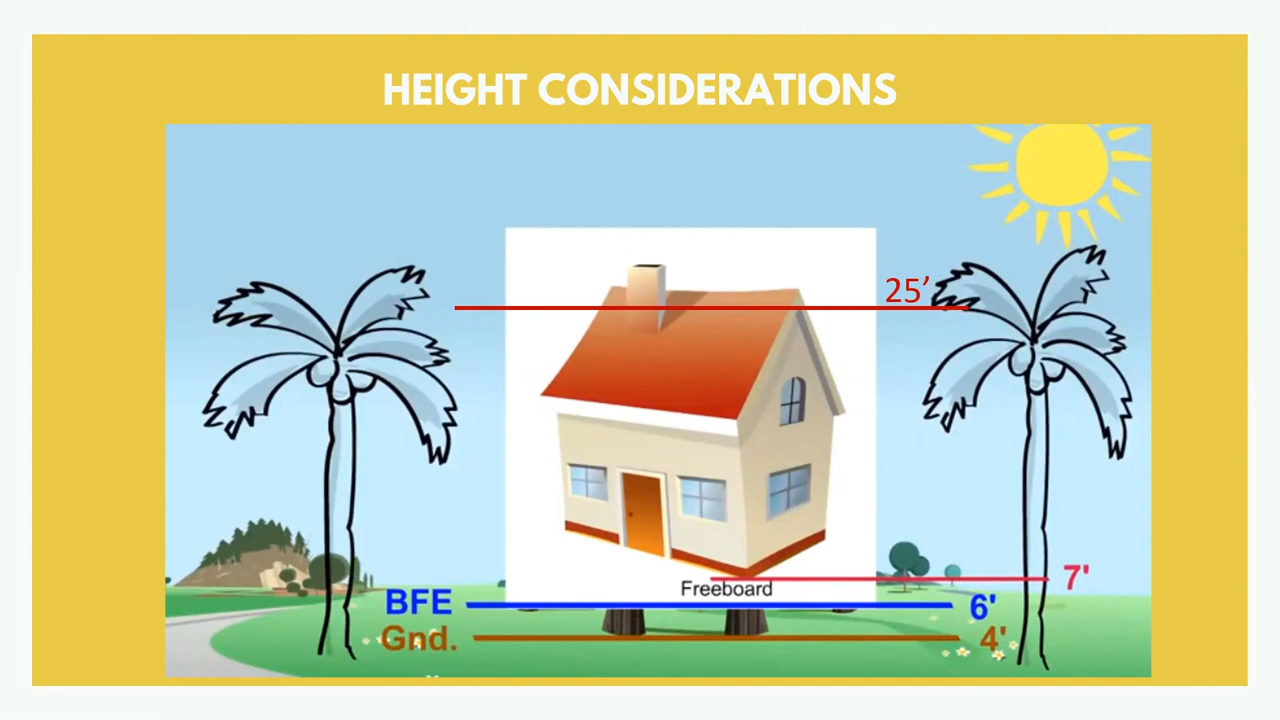 HEIGHT CONSIDERATIONS
25’
Freeboard
7'
BFE
6'
Gnd.
4'